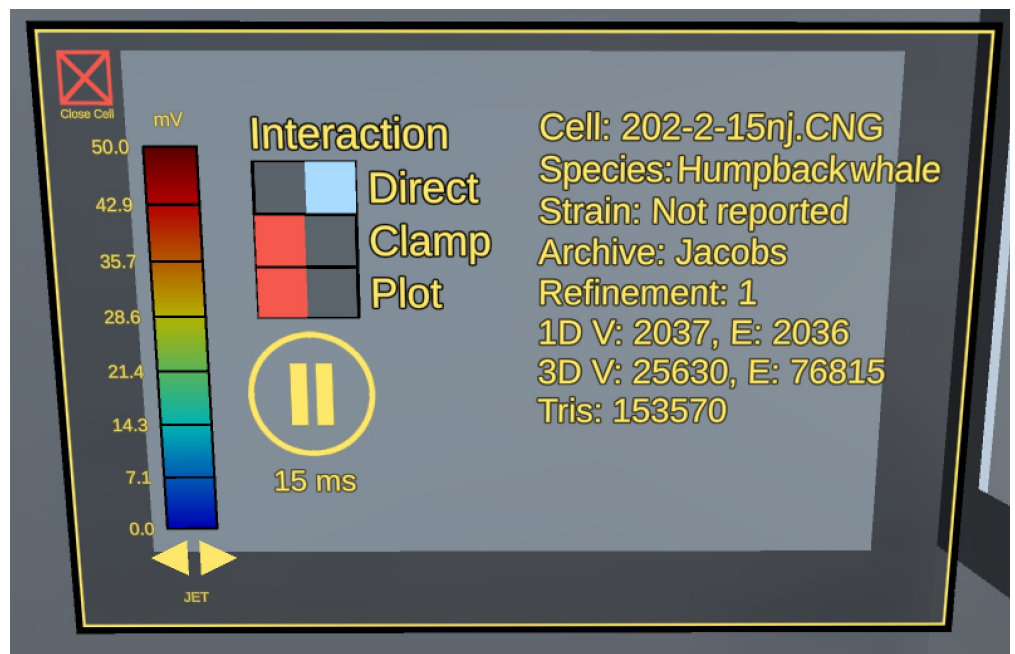 Close Cell
mV
50.0
42.9
35.7
28.6
21.4
14.3
7.1
0.0
JET
Interaction
Direct
Clamp
Plot
15 ms
Cell: 202-2-15nj.CNG
Species: Humpback whale
Strain: Not reported
Archive: Jacobs
Refinement: 1
1D V: 2037, E: 2036
3D V: 25630, E: 76815
Tris: 153570